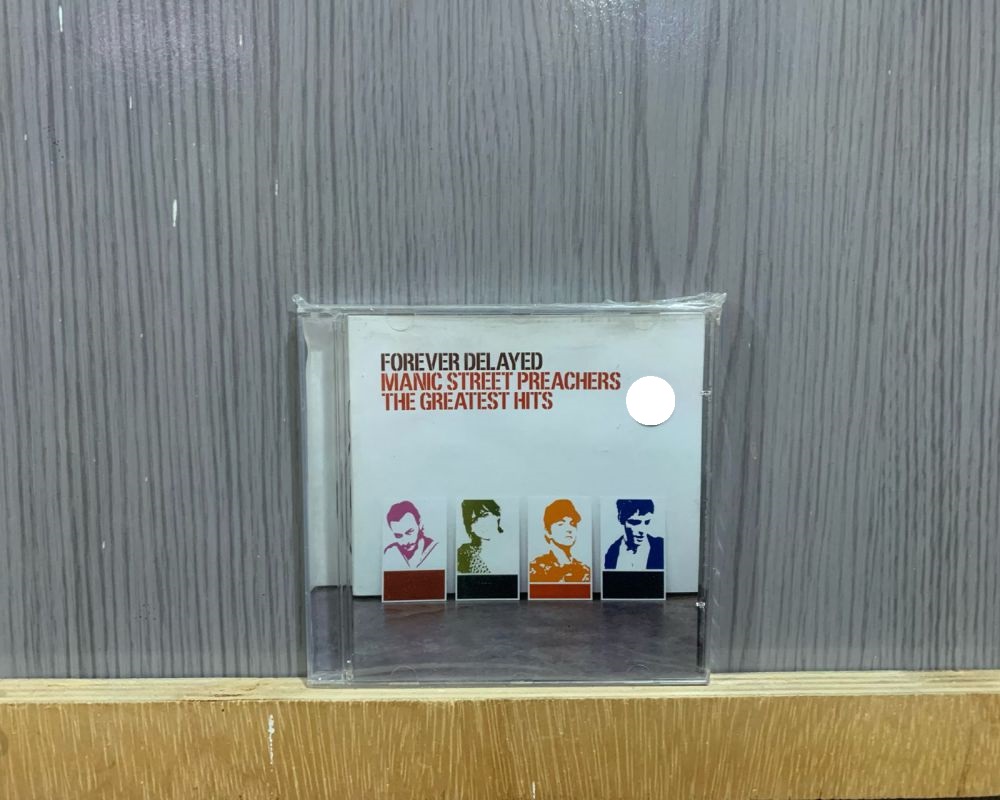 FOREVER DELAYED
MANIC STREET PREACHERS
THE GREATEST HITS